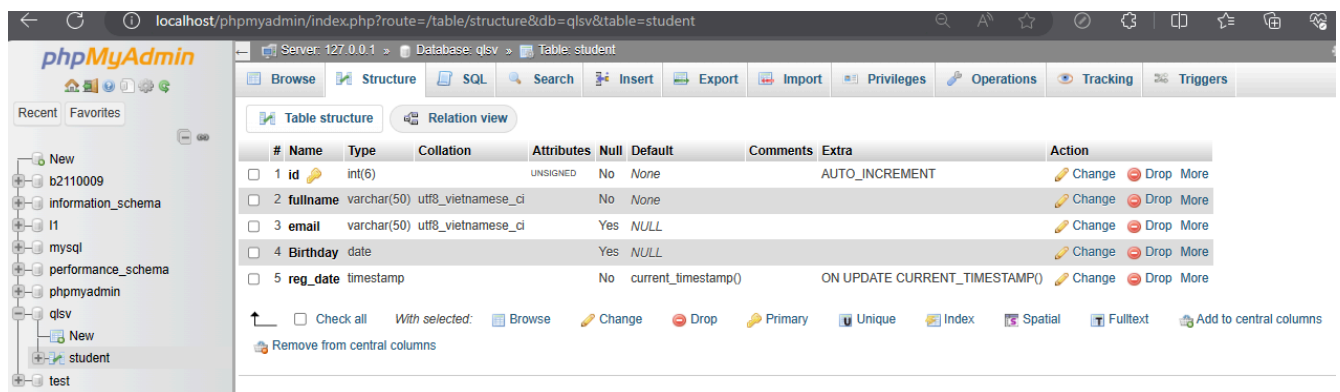 localhost/phpmyadmin/index.php?route=/table/structure&db=qlsv&table=student
phpMyAdmin
Recent Favorites
New
b2110009
information_schema
l1
mysql
performance_schema
phpmyadmin
qlsv
New
student
test
Server: 127.0.0.1 » Database: qlsv » Table: student
Browse Structure SQL Search Insert Export Import Privileges Operations Tracking Triggers
Table structure Relation view
# Name Type Collation Attributes Null Default Comments Extra Action
1 id int(6) UNSIGNED No None AUTO_INCREMENT Change Drop More
2 fullname varchar(50) utf8_vietnamese_ci No None Change Drop More
3 email varchar(50) utf8_vietnamese_ci Yes NULL Change Drop More
4 Birthday date Yes NULL Change Drop More
5 reg_date timestamp No current_timestamp() ON UPDATE CURRENT_TIMESTAMP() Change Drop More
Check all With selected: Browse Change Drop Primary Unique Index Spatial Fulltext Add to central columns
Remove from central columns